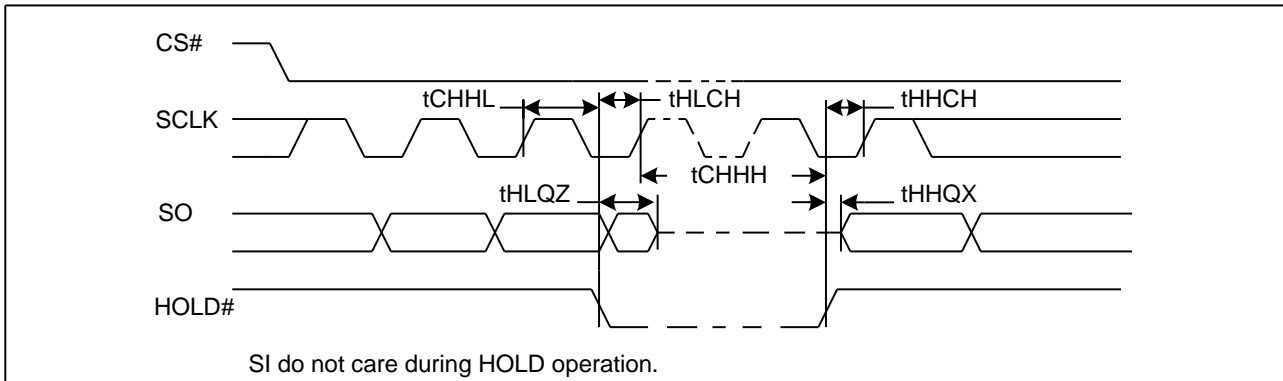 CS#
tCHHL
tHLCH
tHHCH
SCLK
tCHHH
tHLQZ
tHHQX
SO
HOLD#
SI do not care during HOLD operation.